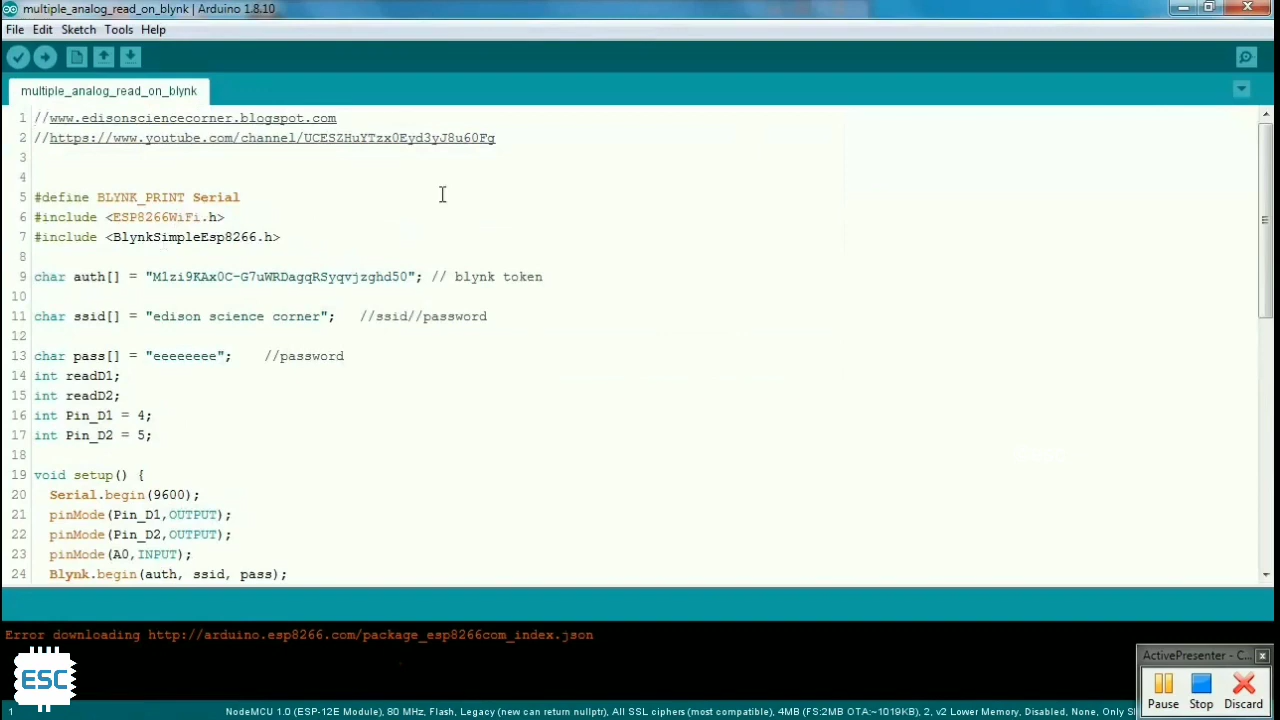 multiple_analog_read_on_blynk | Arduino 1.8.10
File Edit Sketch Tools Help
multiple_analog_read_on_blynk
1 //www.edisonsciencecorner.blogspot.com
2 //https://www.youtube.com/channel/UCESZHuYTzx0Eyd3yJ8u60Fg
3
4
5 #define BLYNK_PRINT Serial
6 #include <ESP8266WiFi.h>
7 #include <BlynkSimpleEsp8266.h>
8
9 char auth[] = "M1zi9KAx0C-G7uWRDagqRSyqvjzghd50"; // blynk token
10
11 char ssid[] = "edison science corner"; //ssid//password
12
13 char pass[] = "eeeeeeee"; //password
14 int readD1;
15 int readD2;
16 int Pin_D1 = 4;
17 int Pin_D2 = 5;
18
19 void setup() {
20 Serial.begin(9600);
21 pinMode(Pin_D1,OUTPUT);
22 pinMode(Pin_D2,OUTPUT);
23 pinMode(A0,INPUT);
24 Blynk.begin(auth, ssid, pass);
Error downloading http://arduino.esp8266.com/package_esp8266com_index.json
ActivePresenter - C...
ESC
Pause Stop Discard
1 NodeMCU 1.0 (ESP-12E Module), 80 MHz, Flash, Legacy (new can return nullptr), All SSL ciphers (most compatible), 4MB (FS:2MB OTA:~1019KB), 2, v2 Lower Memory, Disabled, None, Only S